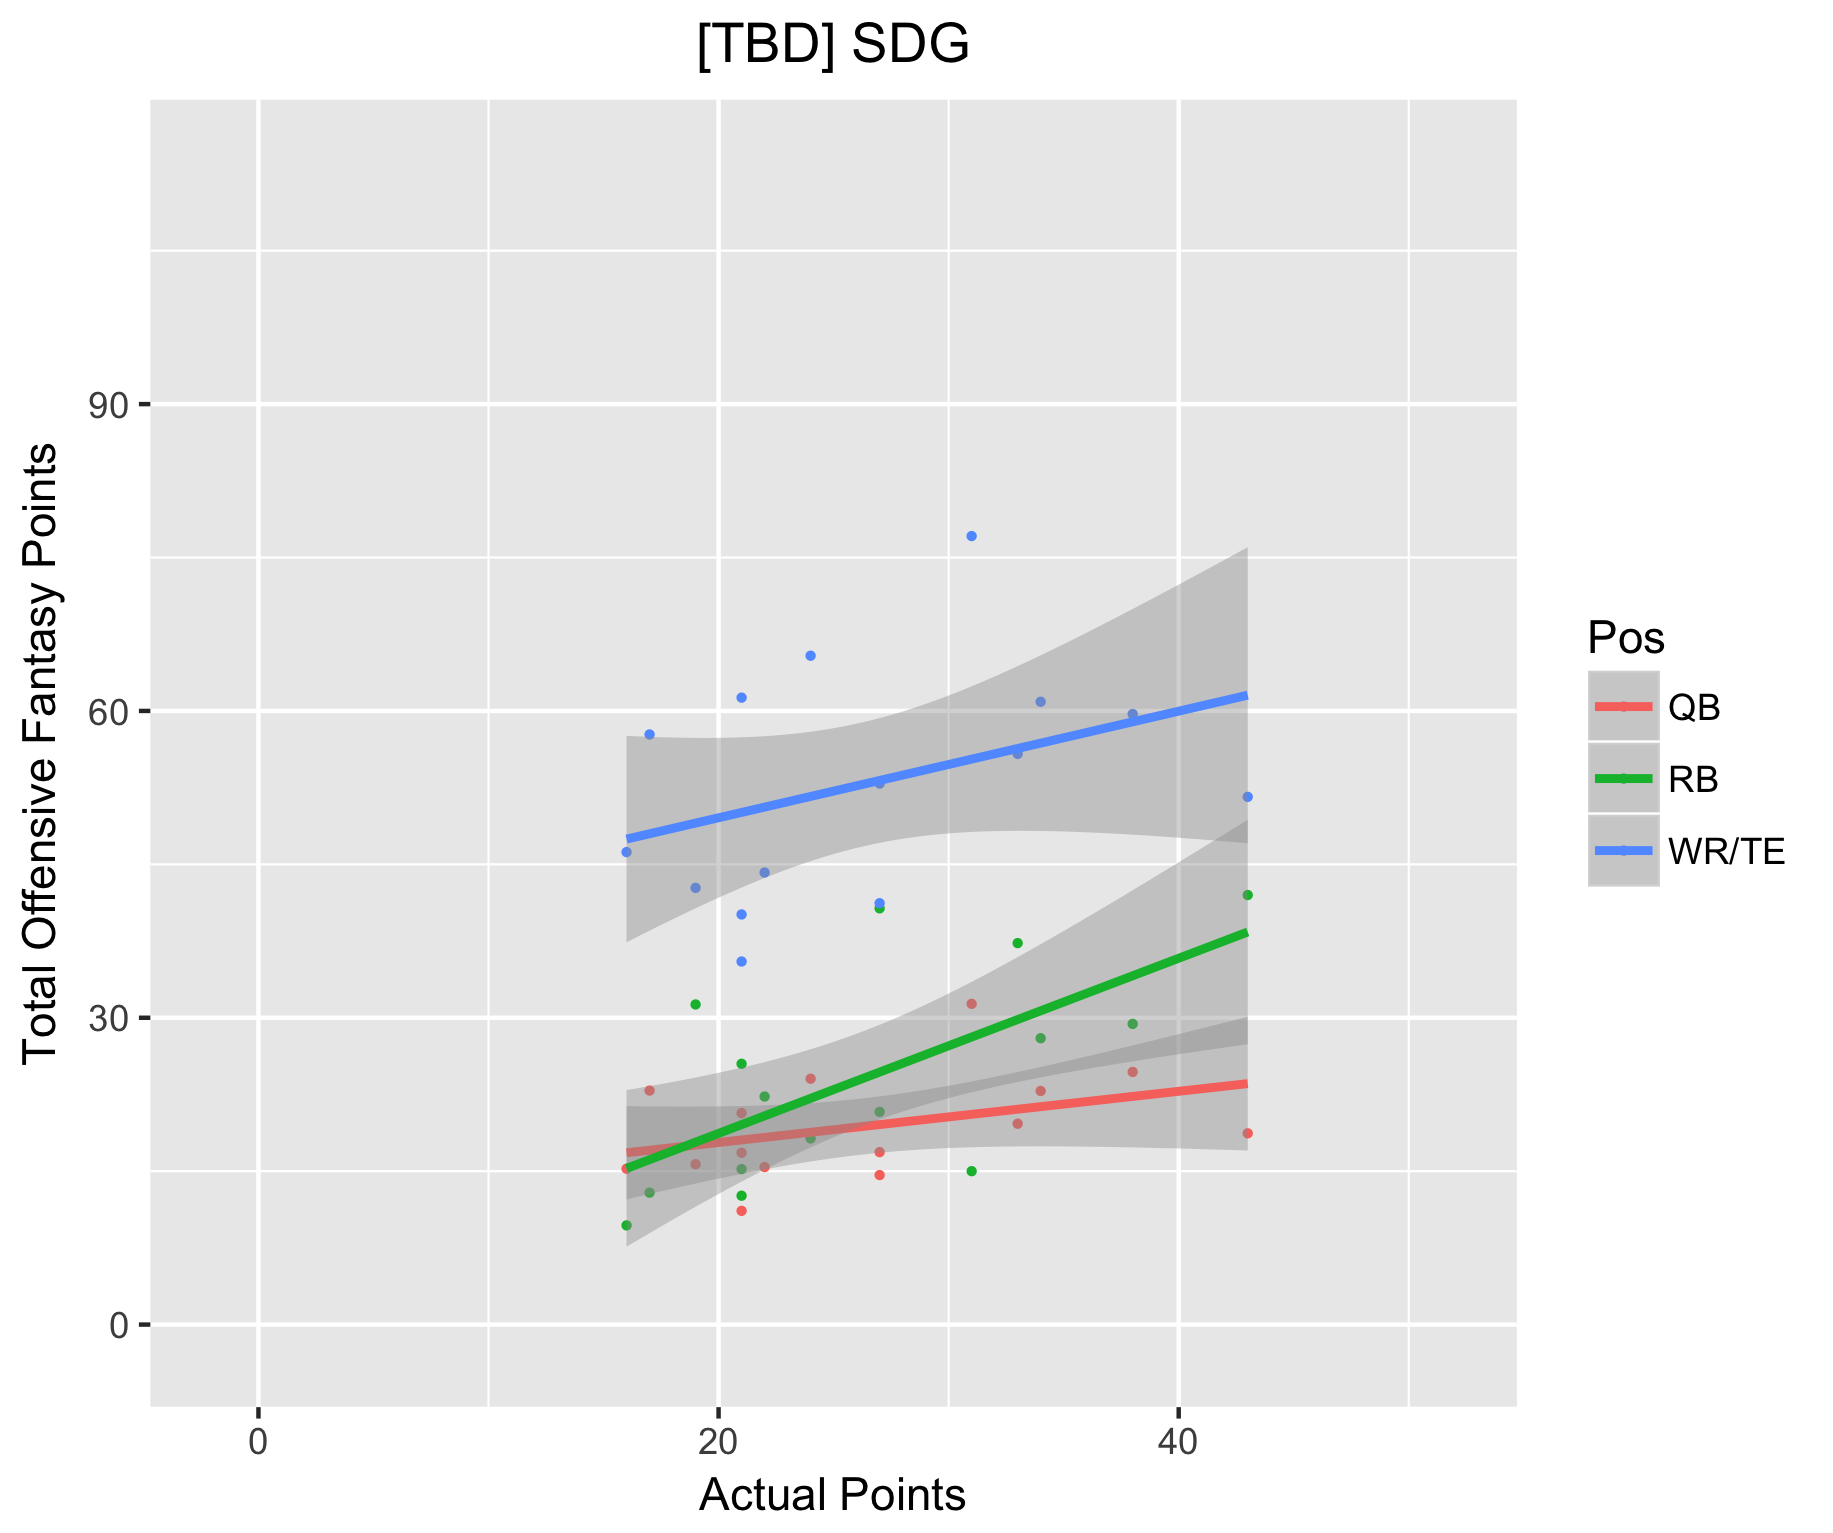 [TBD] SDG
Total Offensive Fantasy Points
90
60
30
0
0 20 40
Actual Points
Pos
QB
RB
WR/TE